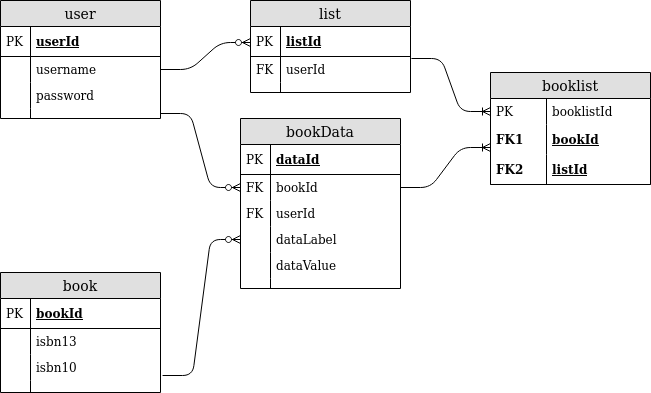 user
PK userId
username
password
list
PK listId
FK userId
booklist
PK booklistId
FK1 bookId
FK2 listId
bookData
PK dataId
FK bookId
FK userId
dataLabel
dataValue
book
PK bookId
isbn13
isbn10